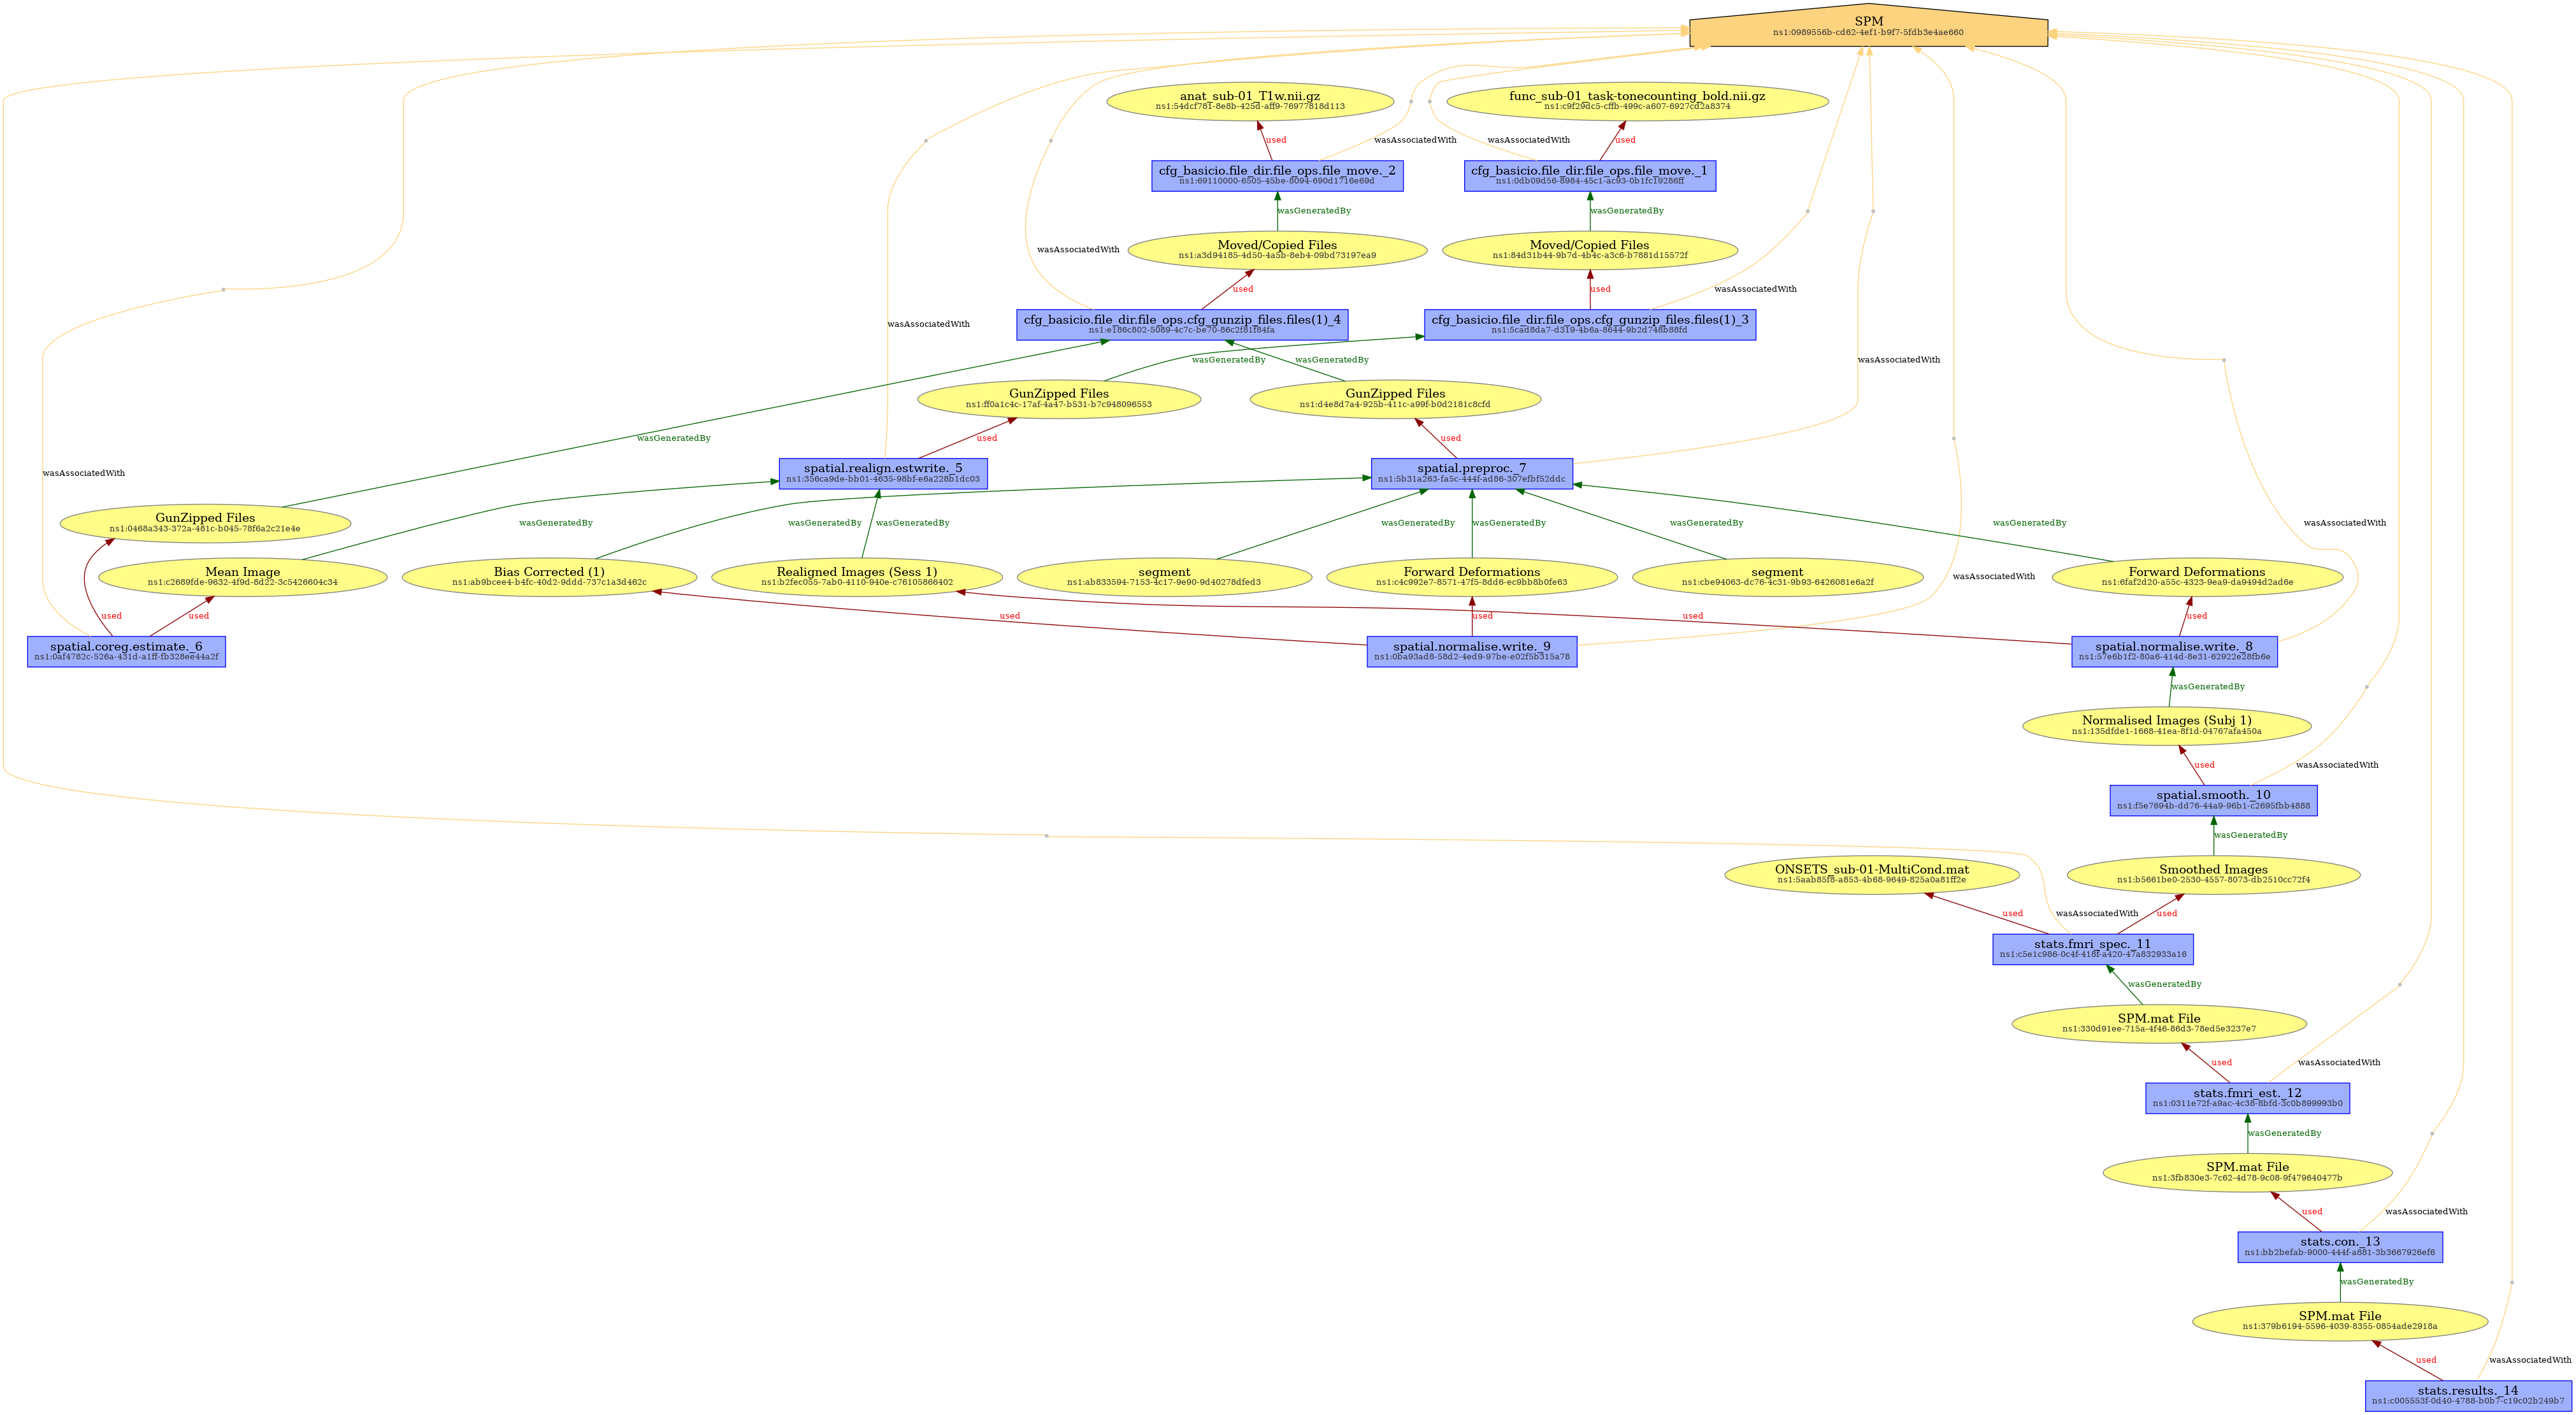 SPM
ns1:0989556b-cd62-4ef1-b9f7-5fdb3e4ae660
anat_sub-01_T1w.nii.gz
ns1:54dcf781-8e8b-425d-aff9-76977818d113
func_sub-01_task-tonecounting_bold.nii.gz
ns1:c9f29dc5-cffb-499c-a607-6927cd2a8374
used
wasAssociatedWith
wasAssociatedWith
used
cfg_basicio.file_dir.file_ops.file_move._2
ns1:69110000-6505-45be-8094-690d1716e69d
cfg_basicio.file_dir.file_ops.file_move._1
ns1:0db09d56-8984-45c1-ac93-0b1fc19286ff
wasGeneratedBy
wasGeneratedBy
Moved/Copied Files
ns1:a3d94185-4d50-4a5b-8eb4-09bd73197ea9
Moved/Copied Files
ns1:84d31b44-9b7d-4b4c-a3c6-b7881d15572f
wasAssociatedWith
used
used
wasAssociatedWith
cfg_basicio.file_dir.file_ops.cfg_gunzip_files.files(1)_4
ns1:e186c802-5089-4c7c-be70-86c2f81f84fa
cfg_basicio.file_dir.file_ops.cfg_gunzip_files.files(1)_3
ns1:5cad8da7-d319-4b6a-8644-9b2d748b88fd
wasAssociatedWith
wasGeneratedBy
wasGeneratedBy
wasAssociatedWith
GunZipped Files
ns1:ff0a1c4c-17af-4a47-b531-b7c948096553
GunZipped Files
ns1:d4e8d7a4-925b-411c-a99f-b0d2181c8cfd
wasGeneratedBy
used
used
wasAssociatedWith
spatial.realign.estwrite._5
ns1:356ca9de-bb01-4635-98bf-e6a228b1dc03
spatial.preproc._7
ns1:5b31a263-fa5c-444f-ad86-307efbf52ddc
GunZipped Files
ns1:0468a343-372a-481c-b045-78f6a2c21e4e
wasGeneratedBy
wasGeneratedBy
wasGeneratedBy
wasGeneratedBy
wasGeneratedBy
wasGeneratedBy
wasGeneratedBy
wasAssociatedWith
Mean Image
ns1:c2689fde-9632-4f9d-8d22-3c5426604c34
Bias Corrected (1)
ns1:ab9bcee4-b4fc-40d2-9ddd-737c1a3d462c
Realigned Images (Sess 1)
ns1:b2fec055-7ab0-4110-940e-c76105866402
segment
ns1:ab833594-7153-4c17-9e90-9d40278dfed3
Forward Deformations
ns1:c4c992e7-8571-47f5-8dd6-ec9bb8b0fe63
segment
ns1:cbe94063-dc76-4c31-9b93-6426081e6a2f
wasAssociatedWith
Forward Deformations
ns1:6faf2d20-a55c-4323-9ea9-da9494d2ad6e
used
used
used
used
used
used
spatial.coreg.estimate._6
ns1:0af4782c-526a-431d-a1ff-fb328ee44a2f
spatial.normalise.write._9
ns1:0ba93ad8-58d2-4ed9-97be-e02f5b315a78
spatial.normalise.write._8
ns1:57e6b1f2-80a6-414d-8e31-62922e28fb6e
wasGeneratedBy
Normalised Images (Subj 1)
ns1:135dfde1-1668-41ea-8f1d-04767afa450a
used
wasAssociatedWith
spatial.smooth._10
ns1:f5e7694b-dd76-44a9-96b1-c2695fbb4888
wasGeneratedBy
ONSETS_sub-01-MultiCond.mat
ns1:5aab85f8-a853-4b68-9649-825a0a81ff2e
Smoothed Images
ns1:b5661be0-2530-4557-8073-db2510cc72f4
used
wasAssociatedWith
used
stats.fmri_spec._11
ns1:c5e1c986-0c4f-418f-a420-47a832933a16
wasGeneratedBy
SPM.mat File
ns1:330d91ee-715a-4f46-86d3-78ed5e3237e7
used
wasAssociatedWith
stats.fmri_est._12
ns1:0311e72f-a9ac-4c38-8bfd-3c0b899993b0
wasGeneratedBy
SPM.mat File
ns1:3fb830e3-7c62-4d78-9c08-9f479640477b
used
wasAssociatedWith
stats.con._13
ns1:bb2befab-9000-444f-a881-3b3667926ef6
wasGeneratedBy
SPM.mat File
ns1:379b6194-5596-4039-8355-0854ade2918a
used
wasAssociatedWith
stats.results._14
ns1:c005553f-0d40-4788-b0b7-c19c02b249b7